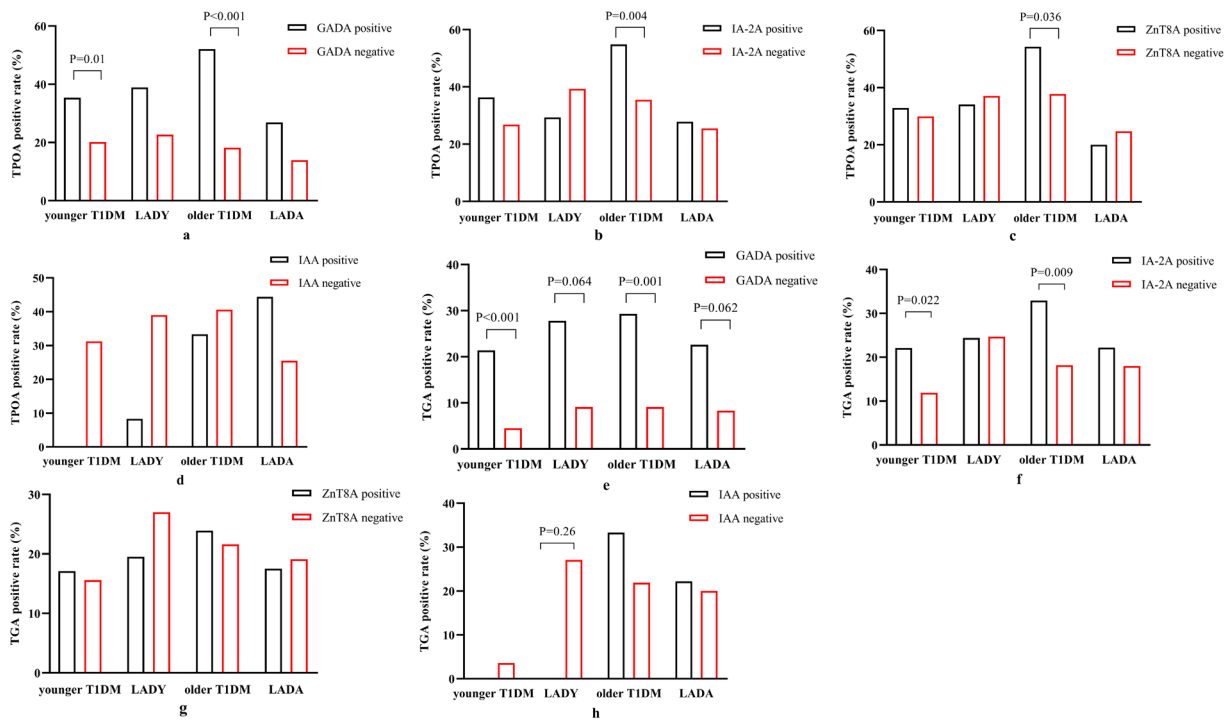 TPOA positive rate (%)
60
40
20
0
P=0.01
P<0.001
GADA positive
GADA negative
younger T1DM
LADY
older T1DM
LADA
a
TPOA positive rate (%)
60
40
20
0
P=0.004
IA-2A positive
IA-2A negative
younger T1DM
LADY
older T1DM
LADA
b
TPOA positive rate (%)
60
40
20
0
P=0.036
ZnT8A positive
ZnT8A negative
younger T1DM
LADY
older T1DM
LADA
c
TPOA positive rate (%)
50
40
30
20
10
0
IAA positive
IAA negative
younger T1DM
LADY
older T1DM
LADA
d
TGA positive rate (%)
40
30
20
10
0
P<0.001
P=0.064
P=0.001
P=0.062
GADA positive
GADA negative
younger T1DM
LADY
older T1DM
LADA
e
TGA positive rate (%)
40
30
20
10
0
P=0.022
P=0.009
IA-2A positive
IA-2A negative
younger T1DM
LADY
older T1DM
LADA
f
TGA positive rate (%)
30
20
10
0
ZnT8A positive
ZnT8A negative
younger T1DM
LADY
older T1DM
LADA
g
TGA positive rate (%)
40
30
20
10
0
P=0.26
IAA positive
IAA negative
younger T1DM
LADY
older T1DM
LADA
h